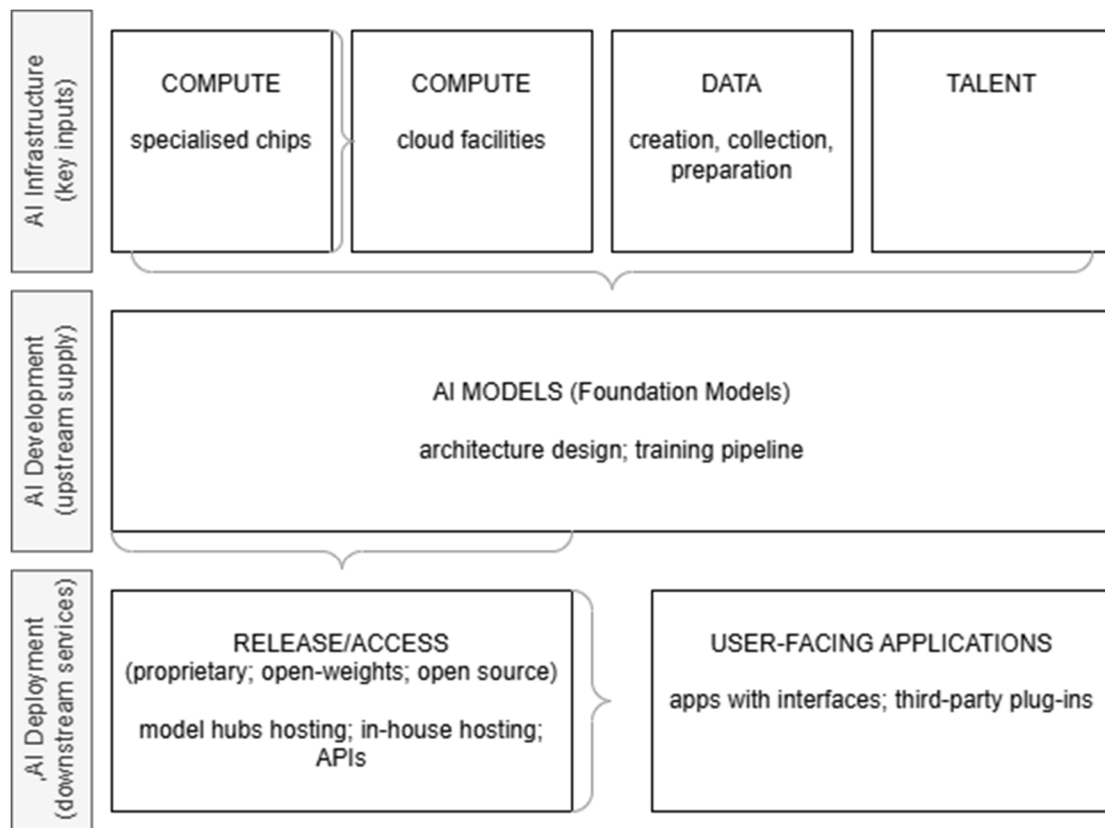 AI Infrastructure
(key inputs)
COMPUTE
specialised chips
COMPUTE
cloud facilities
DATA
creation, collection,
preparation
TALENT
AI Development
(upstream supply)
AI MODELS (Foundation Models)
architecture design; training pipeline
,AI Deployment
(downstream services)
RELEASE/ACCESS
(proprietary; open-weights; open source)
model hubs hosting; in-house hosting;
APIs
USER-FACING APPLICATIONS
apps with interfaces; third-party plug-ins